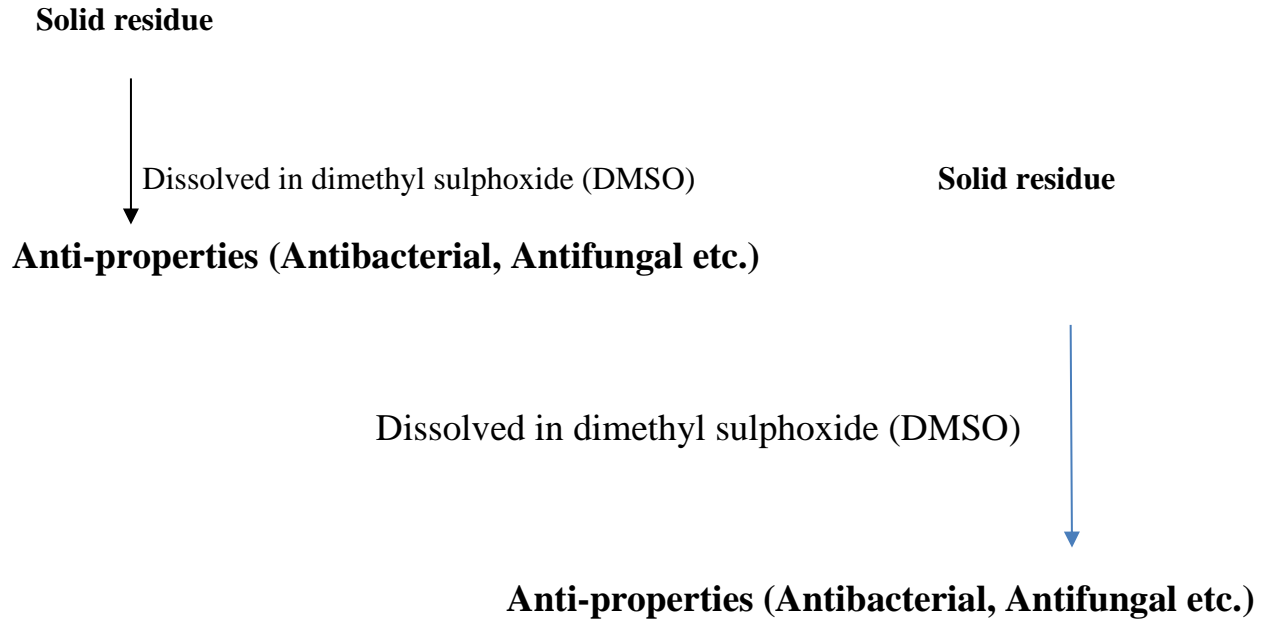 Solid residue
Dissolved in dimethyl sulphoxide (DMSO)
Solid residue
Anti-properties (Antibacterial, Antifungal etc.)
Dissolved in dimethyl sulphoxide (DMSO)
Anti-properties (Antibacterial, Antifungal etc.)